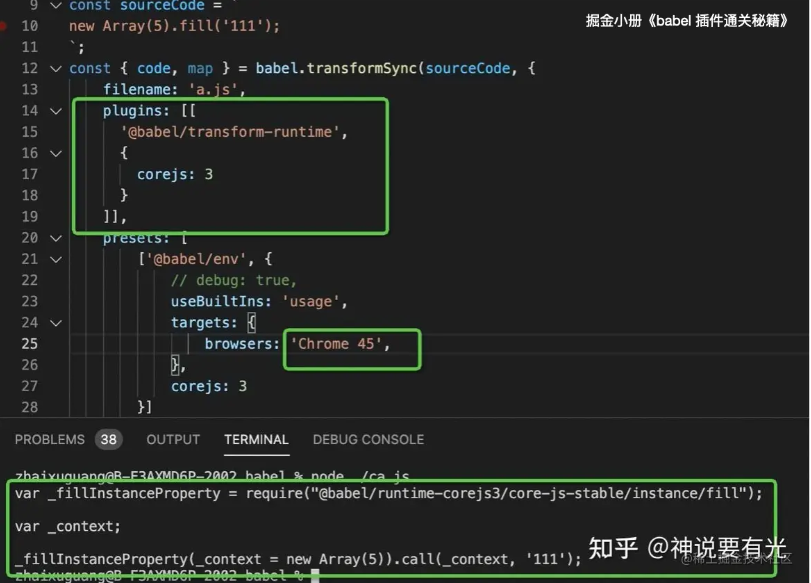 掘金小册《babel 插件通关秘籍》
9 const sourceCode = `
10 new Array(5).fill('111');
11 `;
12 const { code, map } = babel.transformSync(sourceCode, {
13 filename: 'a.js',
14 plugins: [[
15 '@babel/transform-runtime',
16 {
17 corejs: 3
18 }
19 ]],
20 presets: [
21 ['@babel/env', {
22 // debug: true,
23 useBuiltIns: 'usage',
24 targets: {
25 browsers: 'Chrome 45',
26 },
27 corejs: 3
28 }]
PROBLEMS 38 OUTPUT TERMINAL DEBUG CONSOLE
zhaixuguang@B-F3AXMD6P-2002 babel % node ./ca.js
var _fillInstanceProperty = require("@babel/runtime-corejs3/core-js-stable/instance/fill");
var _context;
_fillInstanceProperty(_context = new Array(5)).call(_context, '111');
zhaixuguang@B-F3AXMD6P-2002 babel %
知乎 @神说要有光
@稀土掘金技术社区